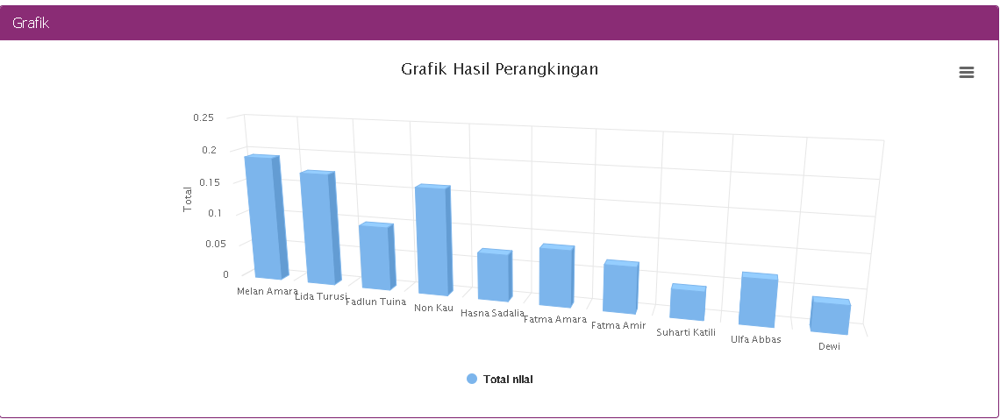 Grafik
Grafik Hasil Perangkingan
Total
0.25
0.2
0.15
0.1
0.05
0
Melan Amara
Lida Turusi
Fadlun Tuina
Non Kau
Hasna Sadalia
Fatma Amara
Fatma Amir
Suharti Katili
Ulfa Abbas
Dewi
Total nilai